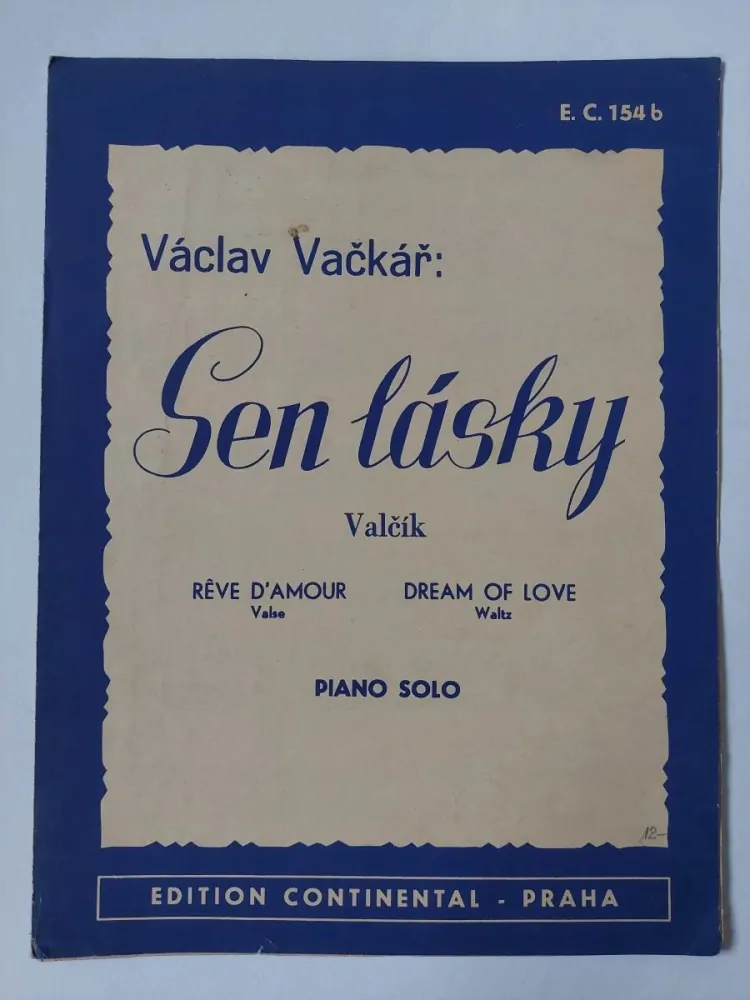 E. C. 154 b
Václav Vačkář:
Sen lásky
Valčík
RÊVE D'AMOUR DREAM OF LOVE
Valse Waltz
PIANO SOLO
12-
EDITION CONTINENTAL - PRAHA